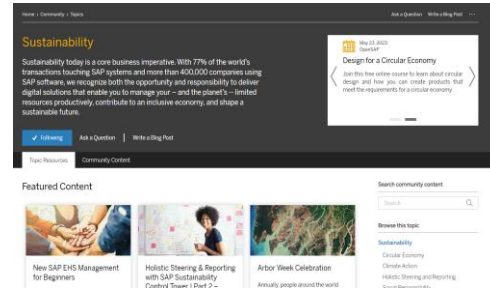 Home › Community › Topics
Ask a Question Write a Blog Post ...
Sustainability
Sustainability today is a core business imperative. With 77% of the world's
transactions touching SAP systems and more than 400,000 companies using
SAP software, we recognize both the opportunity and responsibility to deliver
digital solutions that enable you to manage your – and the planet's – limited
resources productively, contribute to an inclusive economy, and shape a
sustainable future.
May 23, 2023
OpenSAP
Design for a Circular Economy
Join this free online course to learn about circular
design and how you can create products that
meet the requirements for a circular economy.
Following Ask a Question | Write a Blog Post
Topic Resources Community Content
Featured Content
New SAP EHS Management
for Beginners
Holistic Steering & Reporting
with SAP Sustainability
Control Tower | Part 2 –
Arbor Week Celebration
Annually, people around the world
Search community content
Search
Browse this topic
Sustainability
Circular Economy
Climate Action
Holistic Steering and Reporting
Social Responsibility